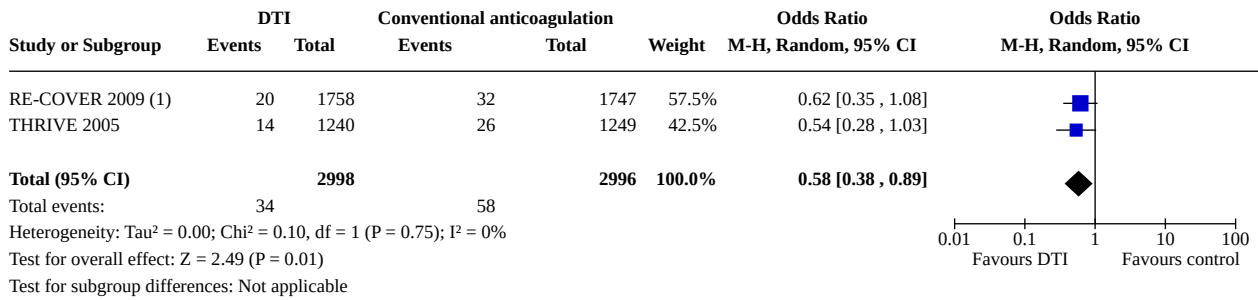 DTI Conventional anticoagulation Odds Ratio Odds Ratio
Study or Subgroup Events Total Events Total Weight M-H, Random, 95% CI M-H, Random, 95% CI
RE-COVER 2009 (1) 20 1758 32 1747 57.5% 0.62 [0.35 , 1.08]
THRIVE 2005 14 1240 26 1249 42.5% 0.54 [0.28 , 1.03]
Total (95% CI) 2998 2996 100.0% 0.58 [0.38 , 0.89]
Total events: 34 58
Heterogeneity: Tau² = 0.00; Chi² = 0.10, df = 1 (P = 0.75); I² = 0%
0.01 0.1 1 10 100
Test for overall effect: Z = 2.49 (P = 0.01) Favours DTI Favours control
Test for subgroup differences: Not applicable